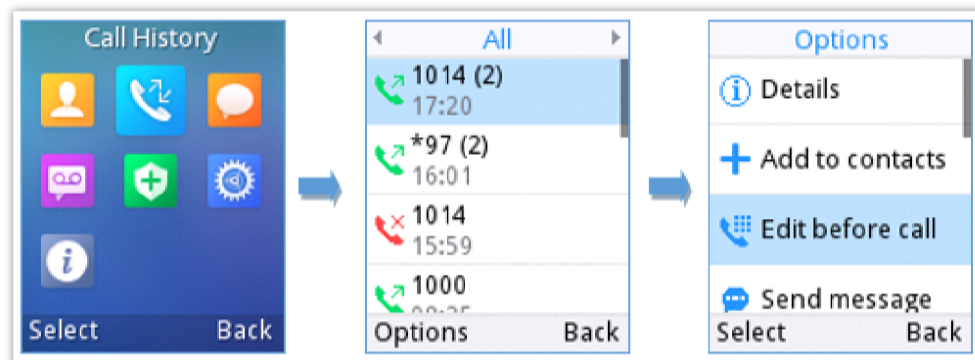 Call History
Select Back
All
1014 (2)
17:20
*97 (2)
16:01
1014
15:59
1000
Options Back
Options
Details
Add to contacts
Edit before call
Send message
Select Back